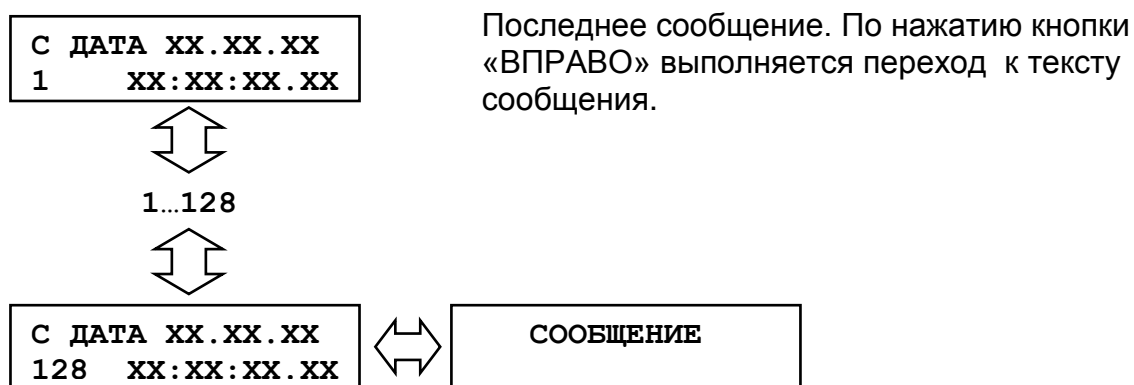 С ДАТА XX.XX.XX
1 XX:XX:XX.XX
Последнее сообщение. По нажатию кнопки
«ВПРАВО» выполняется переход к тексту
сообщения.
1…128
С ДАТА XX.XX.XX
128 XX:XX:XX.XX
СООБЩЕНИЕ